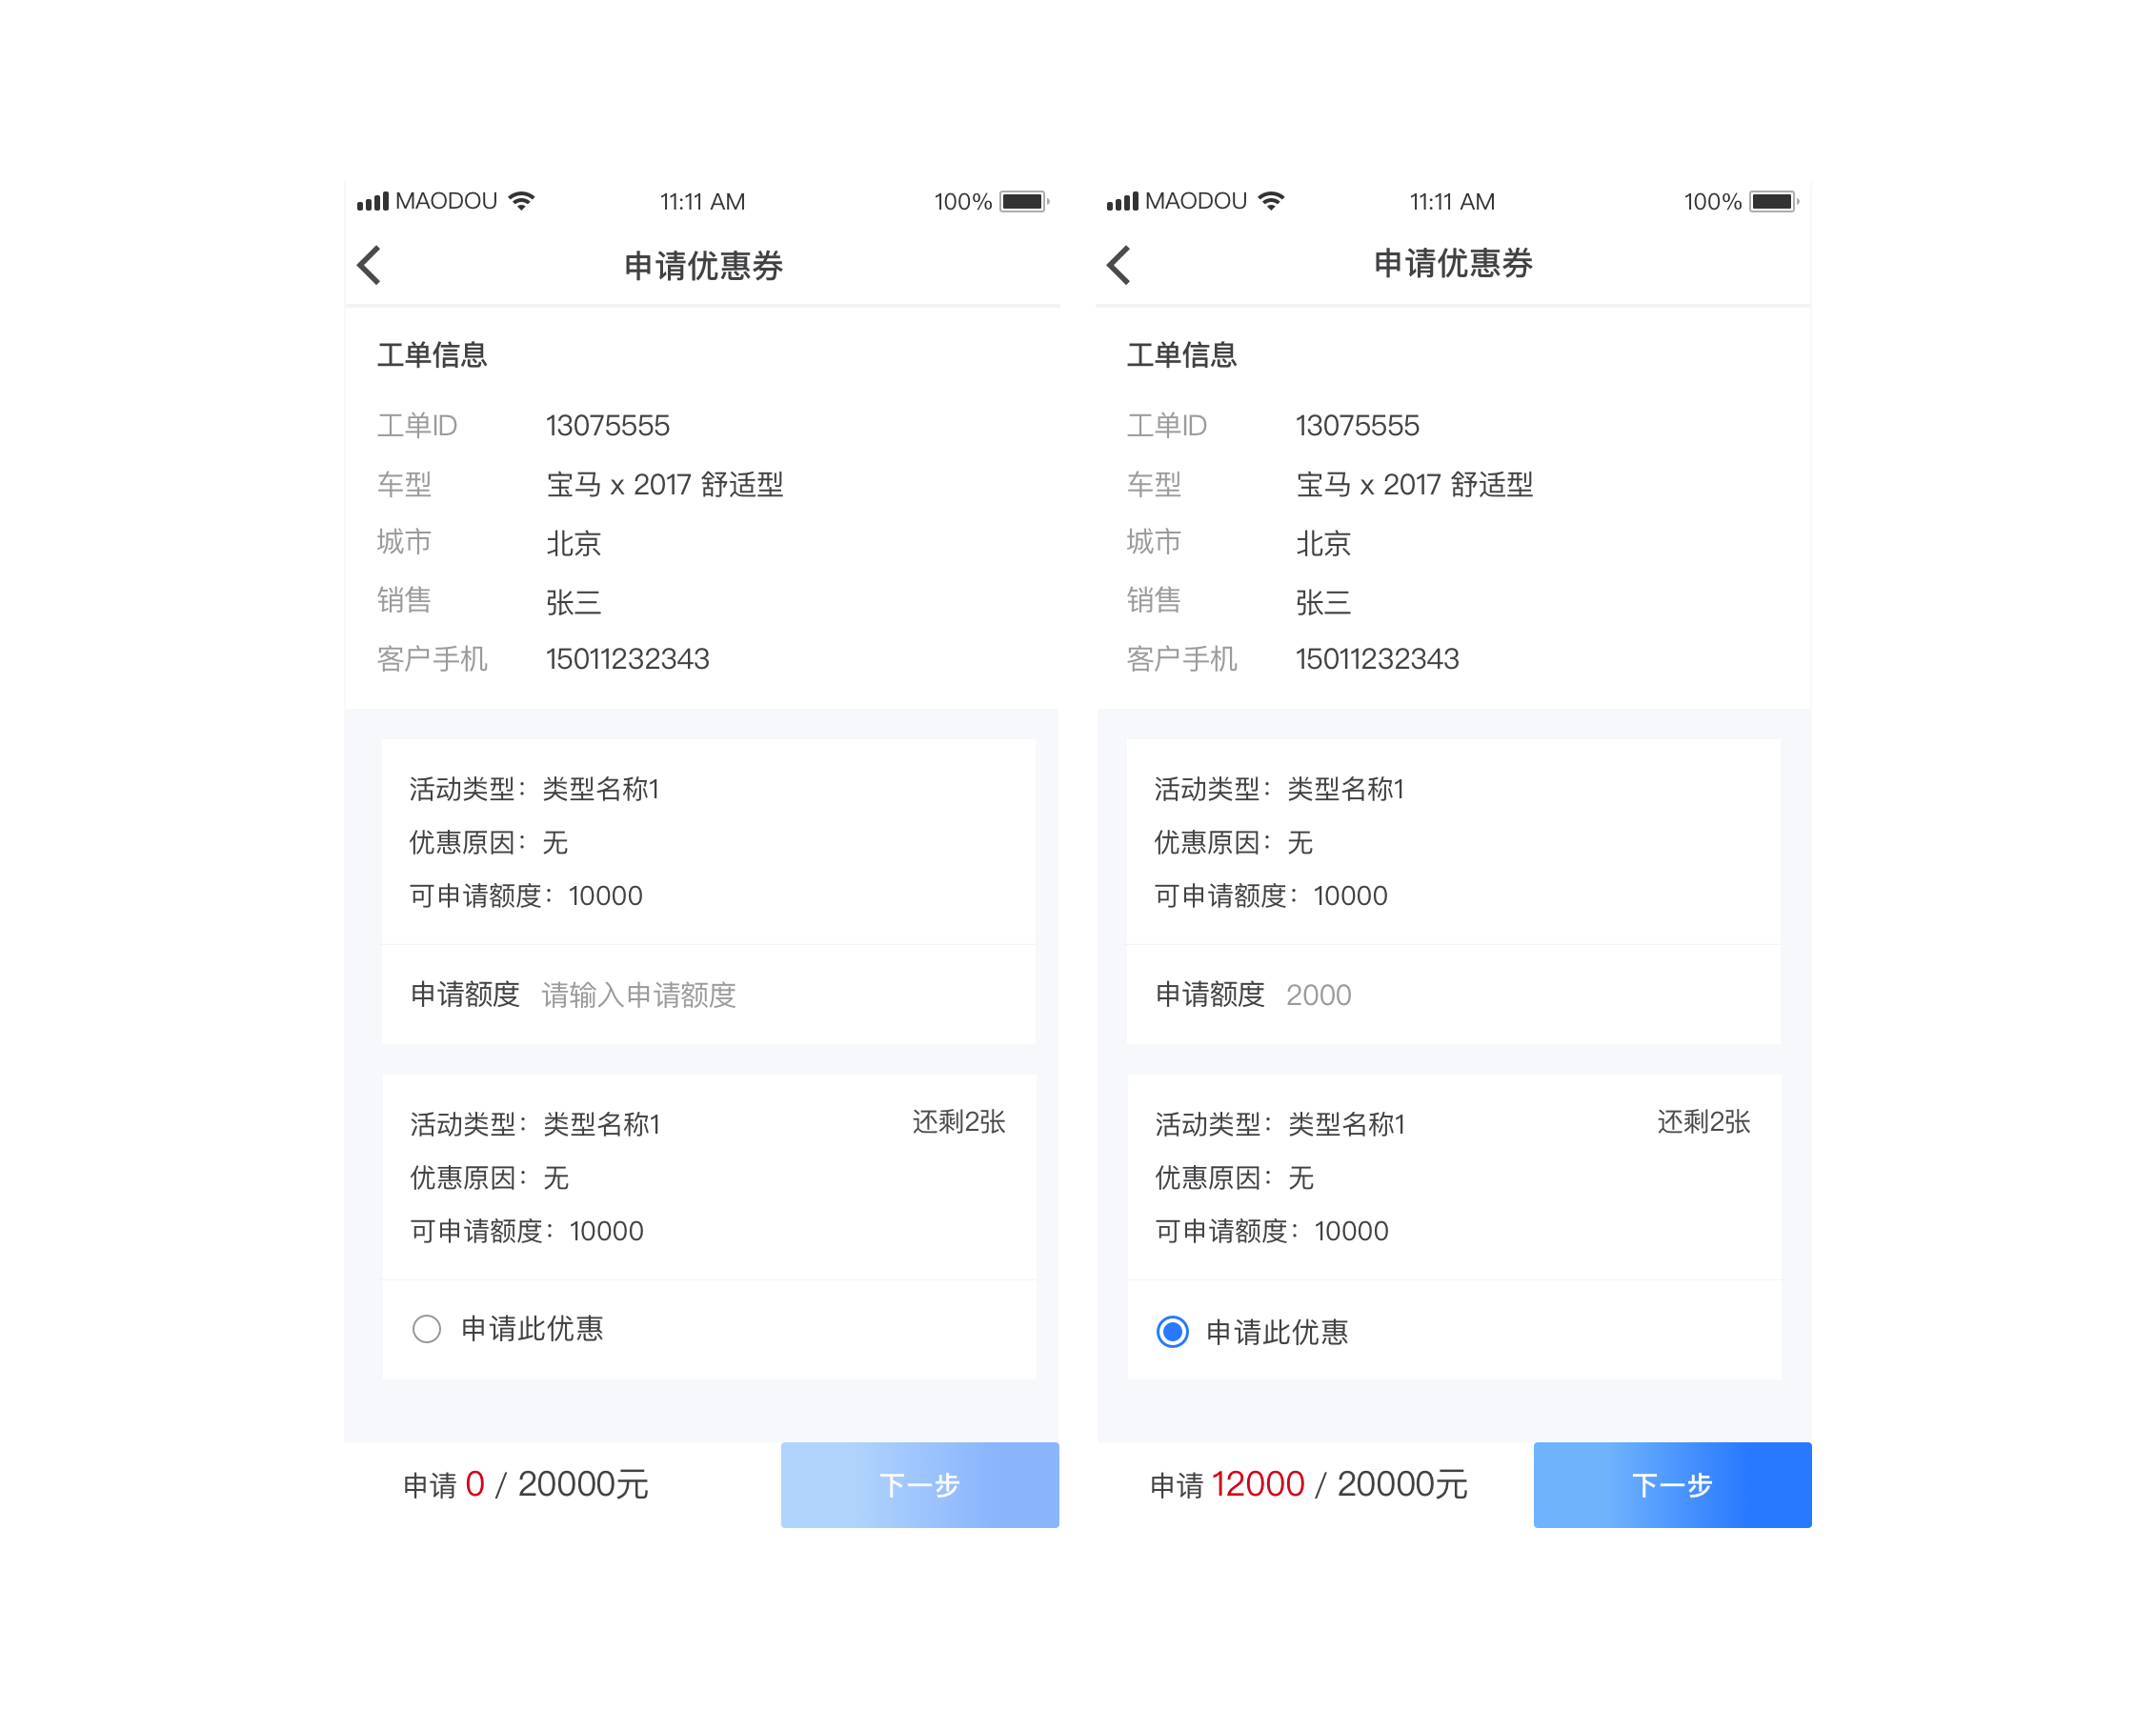 MAODOU 11:11 AM 100%
申请优惠券
工单信息
工单ID 13075555
车型 宝马 x 2017 舒适型
城市 北京
销售 张三
客户手机 15011232343
活动类型：类型名称1
优惠原因：无
可申请额度：10000
申请额度 请输入申请额度
活动类型：类型名称1 还剩2张
优惠原因：无
可申请额度：10000
申请此优惠
申请 0 / 20000元 下一步
MAODOU 11:11 AM 100%
申请优惠券
工单信息
工单ID 13075555
车型 宝马 x 2017 舒适型
城市 北京
销售 张三
客户手机 15011232343
活动类型：类型名称1
优惠原因：无
可申请额度：10000
申请额度 2000
活动类型：类型名称1 还剩2张
优惠原因：无
可申请额度：10000
申请此优惠
申请 12000 / 20000元 下一步